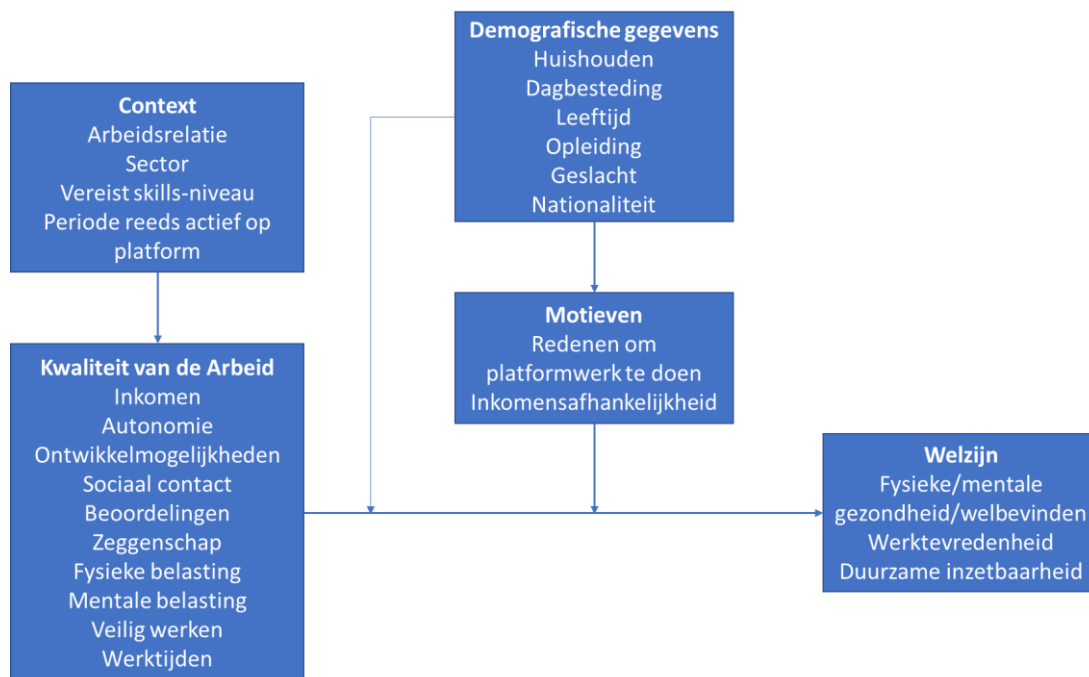 Demografische gegevens
Huishouden
Dagbesteding
Leeftijd
Opleiding
Geslacht
Nationaliteit
Context
Arbeidsrelatie
Sector
Vereist skills-niveau
Periode reeds actief op
platform
Motieven
Redenen om
platformwerk te doen
Inkomensafhankelijkheid
Kwaliteit van de Arbeid
Inkomen
Autonomie
Ontwikkelmogelijkheden
Sociaal contact
Beoordelingen
Zeggenschap
Fysieke belasting
Mentale belasting
Veilig werken
Werktijden
Welzijn
Fysieke/mentale
gezondheid/welbevinden
Werktevredenheid
Duurzame inzetbaarheid